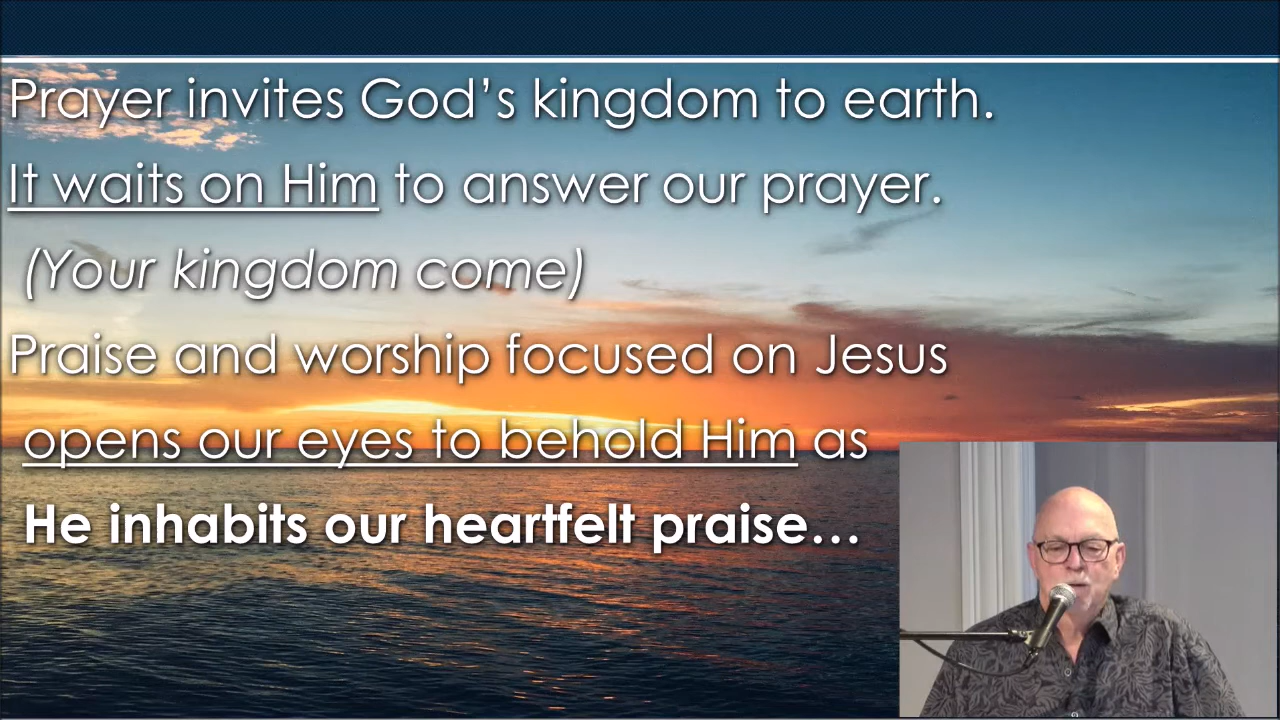 Prayer invites God’s kingdom to earth.
It waits on Him to answer our prayer.
(Your kingdom come)
Praise and worship focused on Jesus
opens our eyes to behold Him as
He inhabits our heartfelt praise…